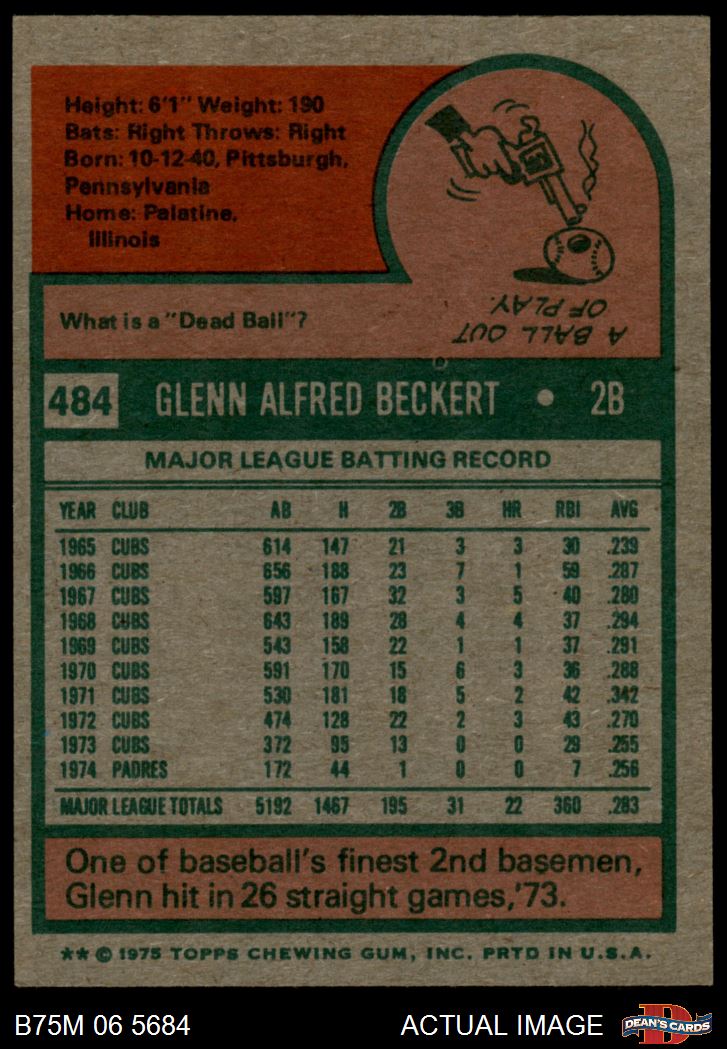 Height: 6'1" Weight: 190
Bats: Right Throws: Right
Born: 10-12-40, Pittsburgh,
Pennsylvania
Home: Palatine,
Illinois
What is a "Dead Ball"?
A BALL OUT
OF PLAY.
484 GLENN ALFRED BECKERT • 2B
MAJOR LEAGUE BATTING RECORD
YEAR CLUB AB H 2B 3B HR RBI AVG
1965 CUBS 614 147 21 3 3 30 .239
1966 CUBS 656 188 23 7 1 59 .287
1967 CUBS 597 167 32 3 5 40 .280
1968 CUBS 643 189 28 4 4 37 .294
1969 CUBS 543 158 22 1 1 37 .291
1970 CUBS 591 170 15 6 3 36 .288
1971 CUBS 530 181 18 5 2 42 .342
1972 CUBS 474 128 22 2 3 43 .270
1973 CUBS 372 95 13 0 0 29 .255
1974 PADRES 172 44 1 0 0 7 .256
MAJOR LEAGUE TOTALS 5192 1467 195 31 22 360 .283
One of baseball's finest 2nd basemen,
Glenn hit in 26 straight games,'73.
** © 1975 TOPPS CHEWING GUM, INC. PRTD IN U.S.A.
B75M 06 5684 ACTUAL IMAGE D DEAN'S CARDS